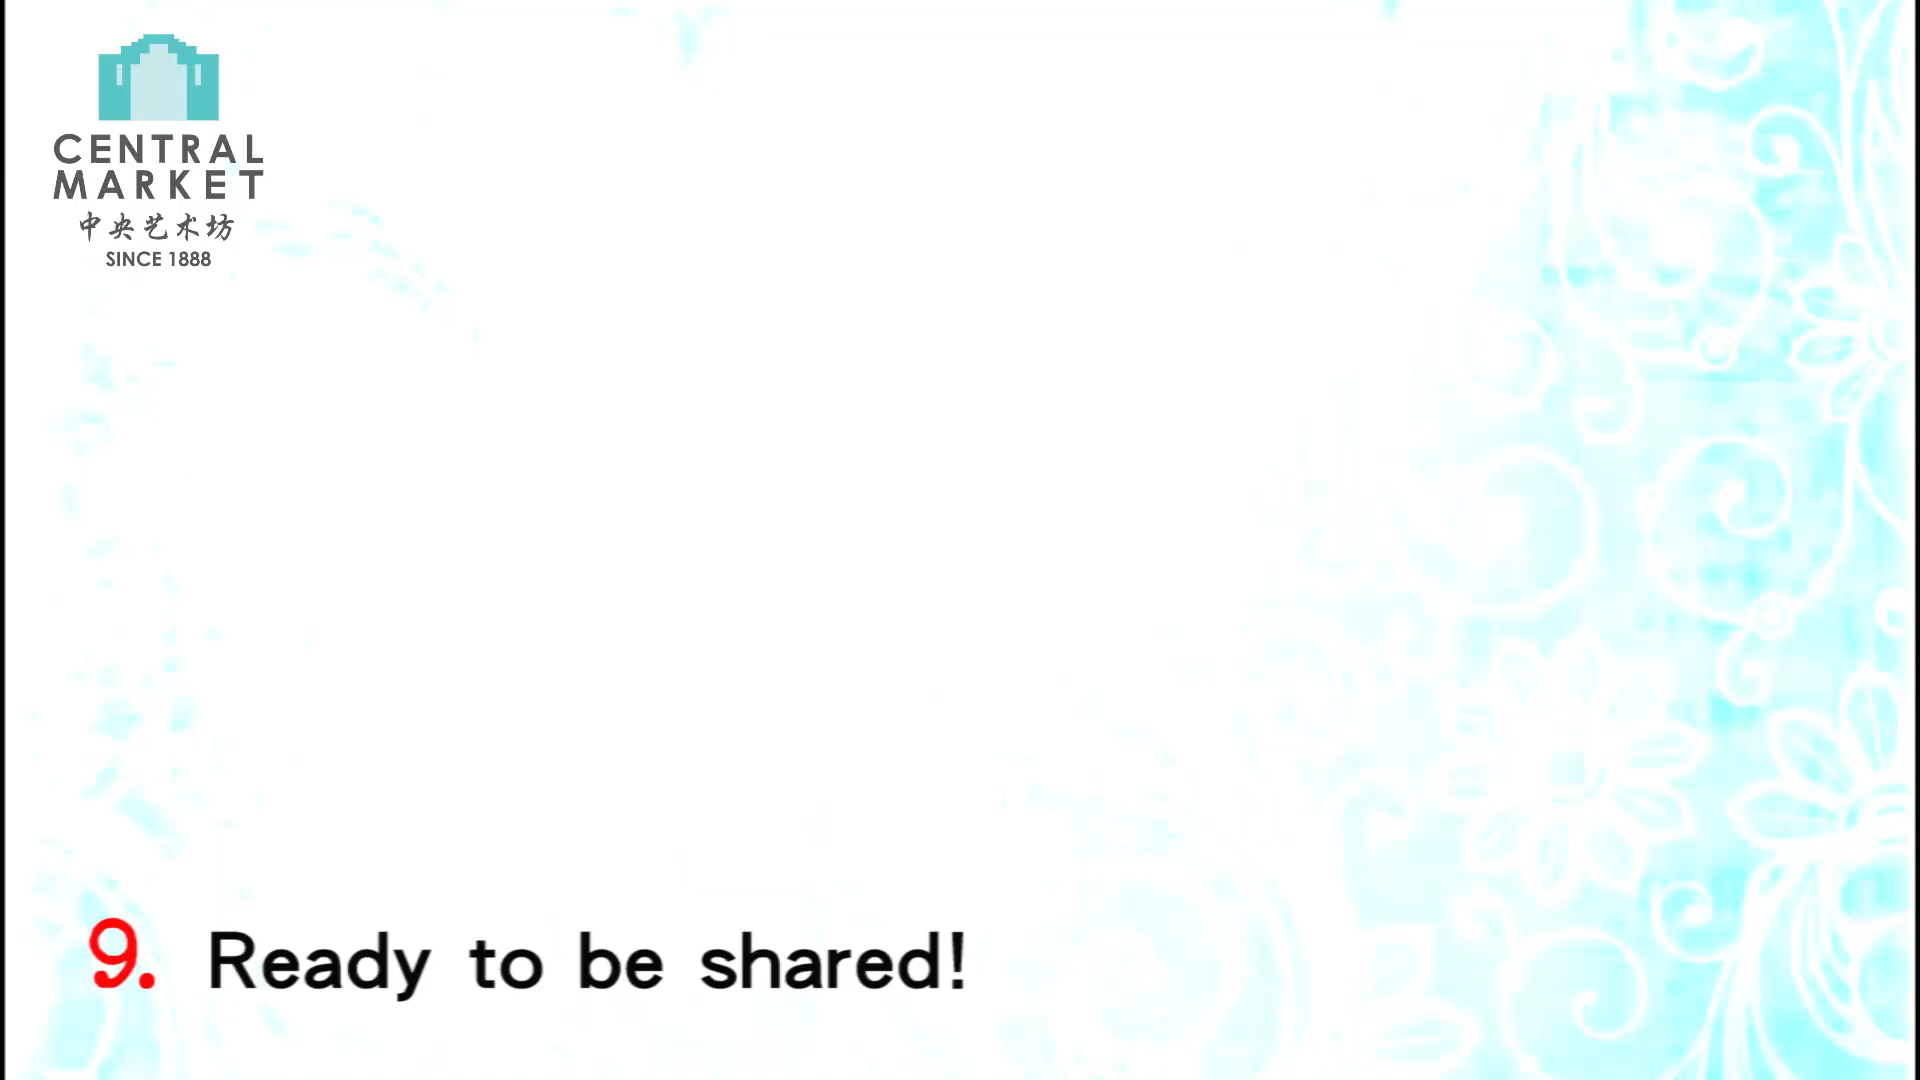 CENTRAL
MARKET
中央艺术坊
SINCE 1888
9. Ready to be shared!